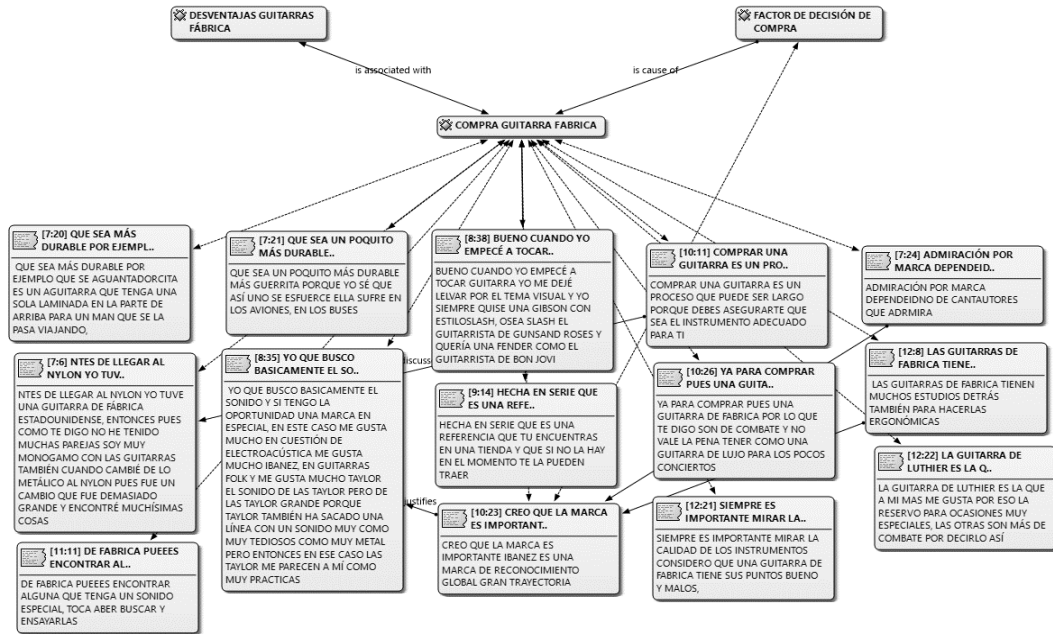 DESVENTAJAS GUITARRAS
FÁBRICA
FACTOR DE DECISIÓN DE
COMPRA
is associated with
is cause of
COMPRA GUITARRA FABRICA
[7:20] QUE SEA MÁS
DURABLE POR EJEMPL..
QUE SEA MÁS DURABLE POR
EJEMPLO QUE SE AGUANTADORCITA
ES UN AGUITARRA QUE TENGA UNA
SOLA LAMINADA EN LA PARTE DE
ARRIBA PARA UN MAN QUE SE LA
PASA VIAJANDO,
[7:21] QUE SEA UN POQUITO
MÁS DURABLE..
QUE SEA UN POQUITO MÁS DURABLE
MÁS GUERRITA PORQUE YO SÉ QUE
ASÍ UNO SE ESFUERCE ELLA SUFRE EN
LOS AVIONES, EN LOS BUSES
[8:38] BUENO CUANDO YO
EMPECÉ A TOCAR..
BUENO CUANDO YO EMPECÉ A
TOCAR GUITARRA YO ME DEJÉ
LELVAR POR EL TEMA VISUAL Y YO
SIEMPRE QUISE UNA GIBSON CON
ESTILOSLASH, OSEA SLASH EL
GUITARRISTA DE GUNSAND ROSES Y
QUERÍA UNA FENDER COMO EL
GUITARRISTA DE BON JOVI
[10:11] COMPRAR UNA
GUITARRA ES UN PRO..
COMPRAR UNA GUITARRA ES UN
PROCESO QUE PUEDE SER LARGO
PORQUE DEBES ASEGURARTE QUE
SEA EL INSTRUMENTO ADECUADO
PARA TI
[7:24] ADMIRACIÓN POR
MARCA DEPENDEID..
ADMIRACIÓN POR MARCA
DEPENDEIDNO DE CANTAUTORES
QUE ADRMIRA
[7:6] NTES DE LLEGAR AL
NYLON YO TUV..
NTES DE LLEGAR AL NYLON YO TUVE
UNA GUITARRA DE FÁBRICA
ESTADOUNIDENSE, ENTONCES PUES
COMO TE DIGO NO HE TENIDO
MUCHAS PAREJAS SOY MUY
MONOGAMO CON LAS GUITARRAS
TAMBIÉN CUANDO CAMBIÉ DE LO
METÁLICO AL NYLON PUES FUE UN
CAMBIO QUE FUE DEMASIADO
GRANDE Y ENCONTRÉ MUCHÍSIMAS
COSAS
[8:35] YO QUE BUSCO
BASICAMENTE EL SO..
YO QUE BUSCO BASICAMENTE EL
SONIDO Y SI TENGO LA
OPORTUNIDAD UNA MARCA EN
ESPECIAL, EN ESTE CASO ME GUSTA
MUCHO EN CUESTIÓN DE
ELECTROACÚSTICA ME GUSTA
MUCHO IBANEZ, EN GUITARRAS
FOLK Y ME GUSTA MUCHO TAYLOR
EL SONIDO DE LAS TAYLOR PERO DE
LAS TAYLOR GRANDE PORQUE
TAYLOR TAMBIÉN HA SACADO UNA
LÍNEA CON UN SONIDO MUY COMO
MUY TEDIOSOS COMO MUY METAL
PERO ENTONCES EN ESE CASO LAS
TAYLOR ME PARECEN A MÍ COMO
MUY PRACTICAS
[9:14] HECHA EN SERIE QUE
ES UNA REFE..
HECHA EN SERIE QUE ES UNA
REFERENCIA QUE TU ENCUENTRAS
EN UNA TIENDA Y QUE SI NO LA HAY
EN EL MOMENTO TE LA PUEDEN
TRAER
[10:26] YA PARA COMPRAR
PUES UNA GUITA..
YA PARA COMPRAR PUES UNA
GUITARRA DE FABRICA POR LO QUE
TE DIGO SON DE COMBATE Y NO
VALE LA PENA TENER COMO UNA
GUITARRA DE LUJO PARA LOS POCOS
CONCIERTOS
[12:8] LAS GUITARRAS DE
FABRICA TIENE..
LAS GUITARRAS DE FABRICA TIENEN
MUCHOS ESTUDIOS DETRÁS
TAMBIÉN PARA HACERLAS
ERGONÓMICAS
[12:22] LA GUITARRA DE
LUTHIER ES LA Q..
LA GUITARRA DE LUTHIER ES LA QUE
A MI MAS ME GUSTA POR ESO LA
RESERVO PARA OCASIONES MUY
ESPECIALES, LAS OTRAS SON MÁS DE
COMBATE POR DECIRLO ASÍ
[11:11] DE FABRICA PUEEES
ENCONTRAR AL..
DE FABRICA PUEEES ENCONTRAR
ALGUNA QUE TENGA UN SONIDO
ESPECIAL, TOCA ABER BUSCAR Y
ENSAYARLAS
[10:23] CREO QUE LA MARCA
ES IMPORTANT..
CREO QUE LA MARCA ES
IMPORTANTE IBANEZ ES UNA
MARCA DE RECONOCIMIENTO
GLOBAL GRAN TRAYECTORIA
[12:21] SIEMPRE ES
IMPORTANTE MIRAR LA..
SIEMPRE ES IMPORTANTE MIRAR LA
CALIDAD DE LOS INSTRUMENTOS
CONSIDERO QUE UNA GUITARRA DE
FABRICA TIENE SUS PUNTOS BUENO
Y MALOS,